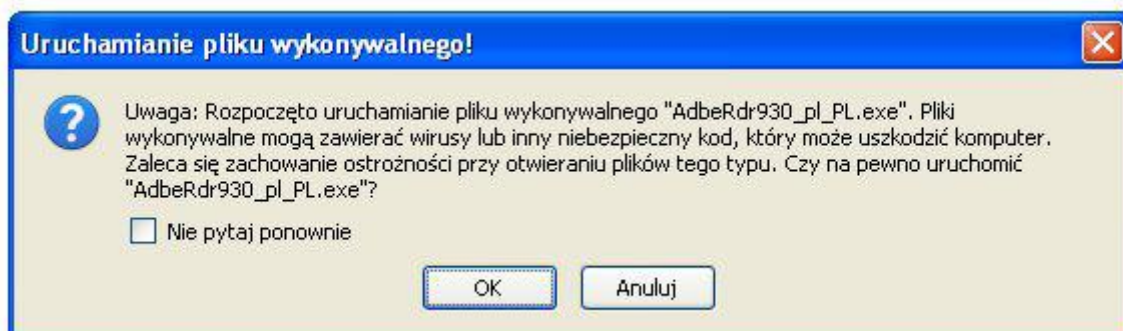 Uruchamianie pliku wykonywalnego!
Uwaga: Rozpoczęto uruchamianie pliku wykonywalnego "AdbeRdr930_pl_PL.exe". Pliki
wykonywalne mogą zawierać wirusy lub inny niebezpieczny kod, który może uszkodzić komputer.
Zaleca się zachowanie ostrożności przy otwieraniu plików tego typu. Czy na pewno uruchomić
"AdbeRdr930_pl_PL.exe"?
Nie pytaj ponownie
OK
Anuluj